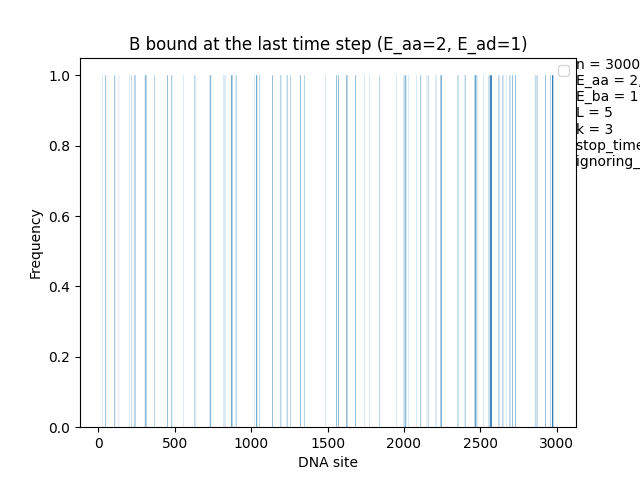 B bound at the last time step (E_aa=2, E_ad=1)
n = 3000
E_aa = 2,
E_ba = 1
L = 5
k = 3
stop_time
ignoring_
1.0
0.8
0.6
0.4
0.2
0.0
Frequency
0 500 1000 1500 2000 2500 3000
DNA site